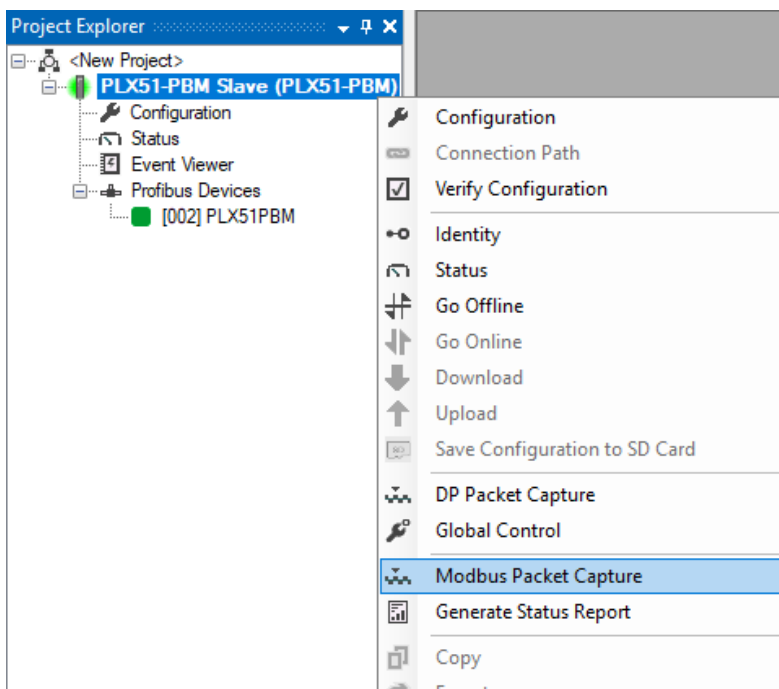 Project Explorer
<New Project>
PLX51-PBM Slave (PLX51-PBM)
Configuration
Status
Event Viewer
Profibus Devices
[002] PLX51PBM
Configuration
Connection Path
Verify Configuration
Identity
Status
Go Offline
Go Online
Download
Upload
Save Configuration to SD Card
DP Packet Capture
Global Control
Modbus Packet Capture
Generate Status Report
Copy